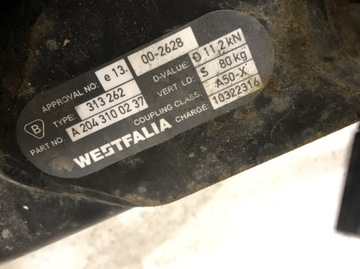 APPROVAL NO: e 13. 00-2628
TYPE: 313 262 D-VALUE: D 11,2 kN
B PART NO: A 204 310 02 37 VERT LD: S 80 kg
COUPLING CLASS: A50-X
WESTFALIA CHARGE: 10322316